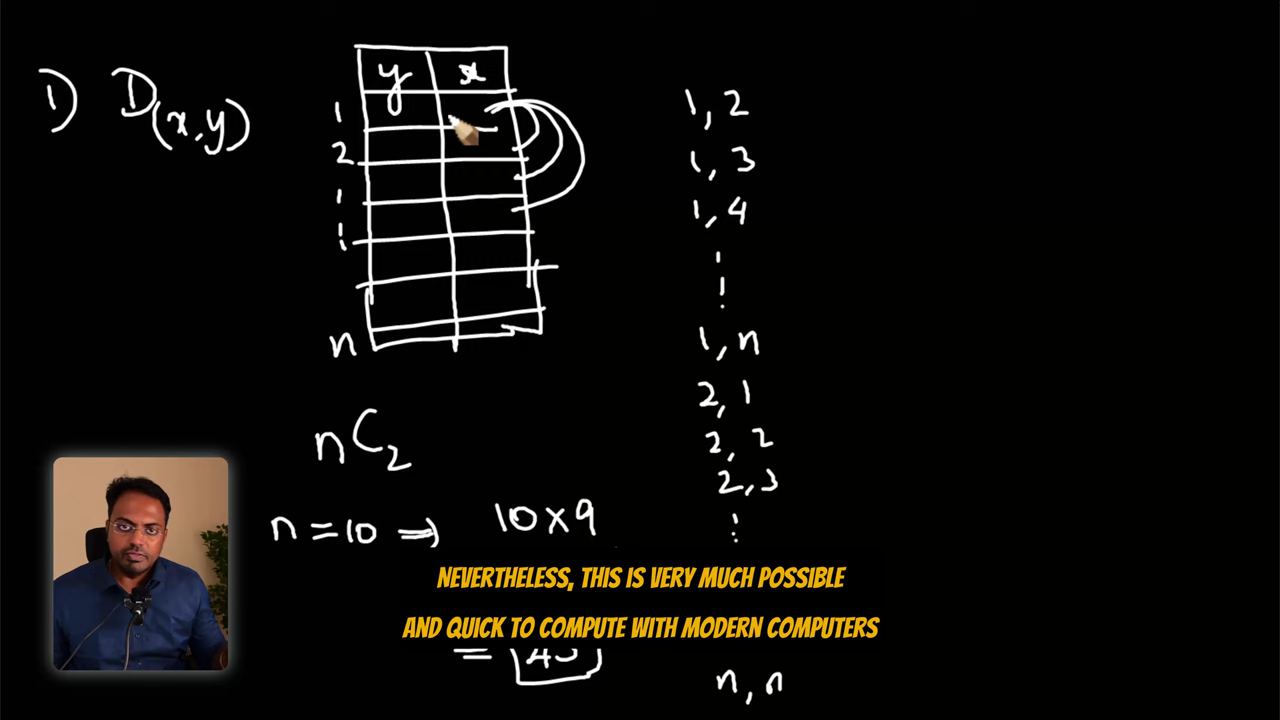 1) D(x,y)
y x
1
2
¦
¦
n
nC2
n = 10 ⇒ 10 × 9
= 45
1, 2
1, 3
1, 4
⋮
1, n
2, 1
2, 2
2, 3
⋮
n, n
NEVERTHELESS, THIS IS VERY MUCH POSSIBLE
AND QUICK TO COMPUTE WITH MODERN COMPUTERS